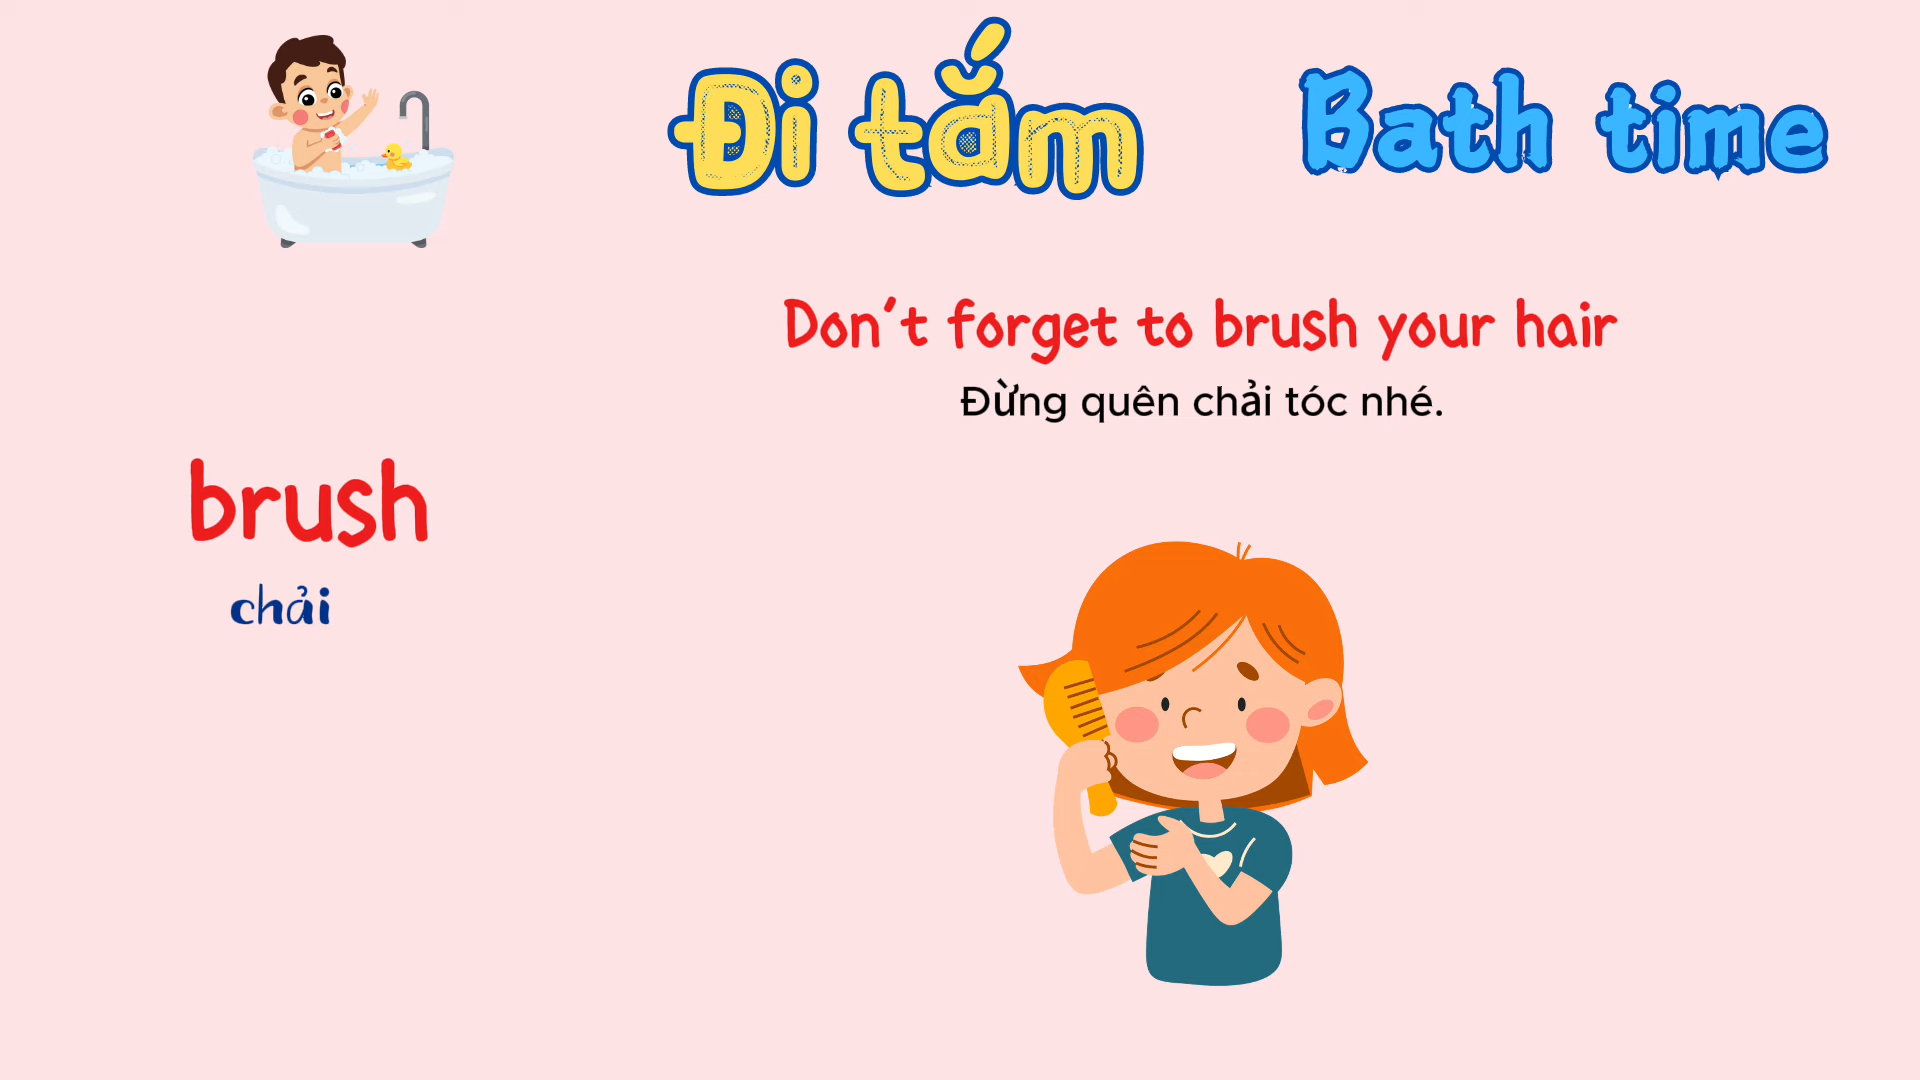 Đi tắm
Bath time
Don't forget to brush your hair
Đừng quên chải tóc nhé.
brush
chải